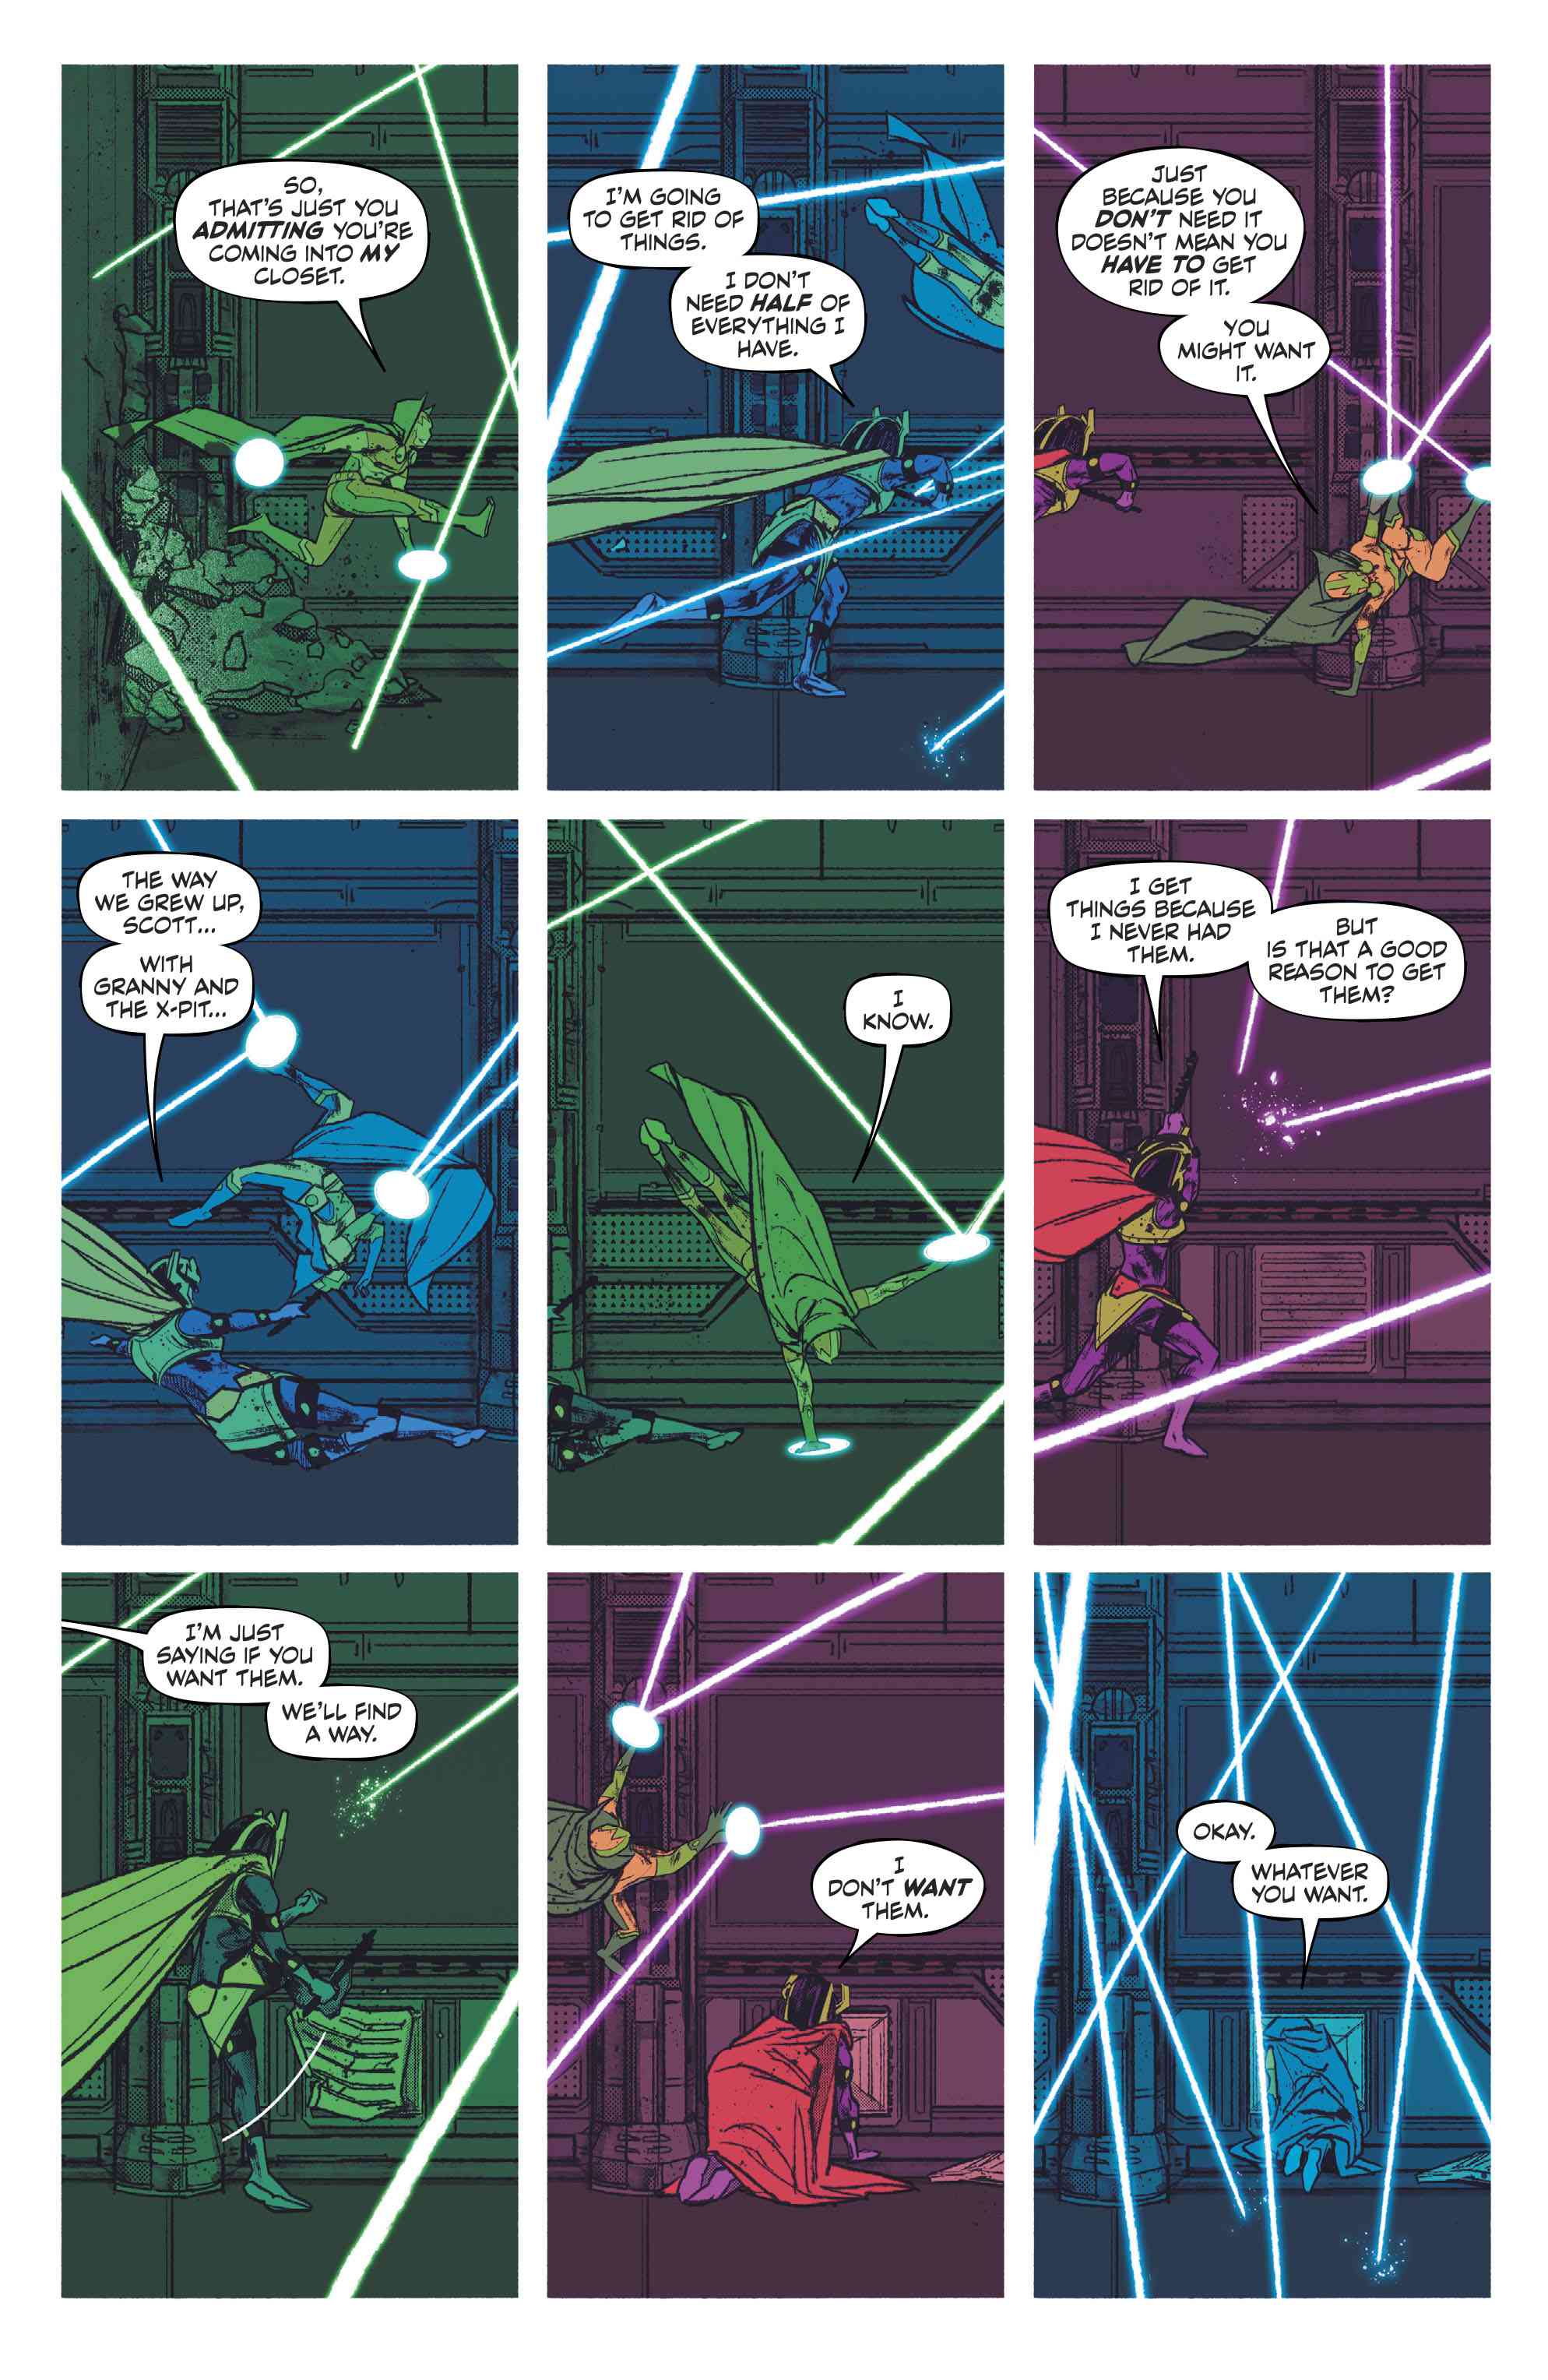 SO,
THAT'S JUST YOU
ADMITTING YOU'RE
COMING INTO MY
CLOSET.
I'M GOING
TO GET RID OF
THINGS.
I DON'T
NEED HALF OF
EVERYTHING I
HAVE.
JUST
BECAUSE YOU
DON'T NEED IT
DOESN'T MEAN YOU
HAVE TO GET
RID OF IT.
YOU
MIGHT WANT
IT.
THE WAY
WE GREW UP,
SCOTT...
WITH
GRANNY AND
THE X-PIT...
I
KNOW.
I GET
THINGS BECAUSE
I NEVER HAD
THEM.
BUT
IS THAT A GOOD
REASON TO GET
THEM?
I'M JUST
SAYING IF YOU
WANT THEM.
WE'LL FIND
A WAY.
I
DON'T WANT
THEM.
OKAY.
WHATEVER
YOU WANT.